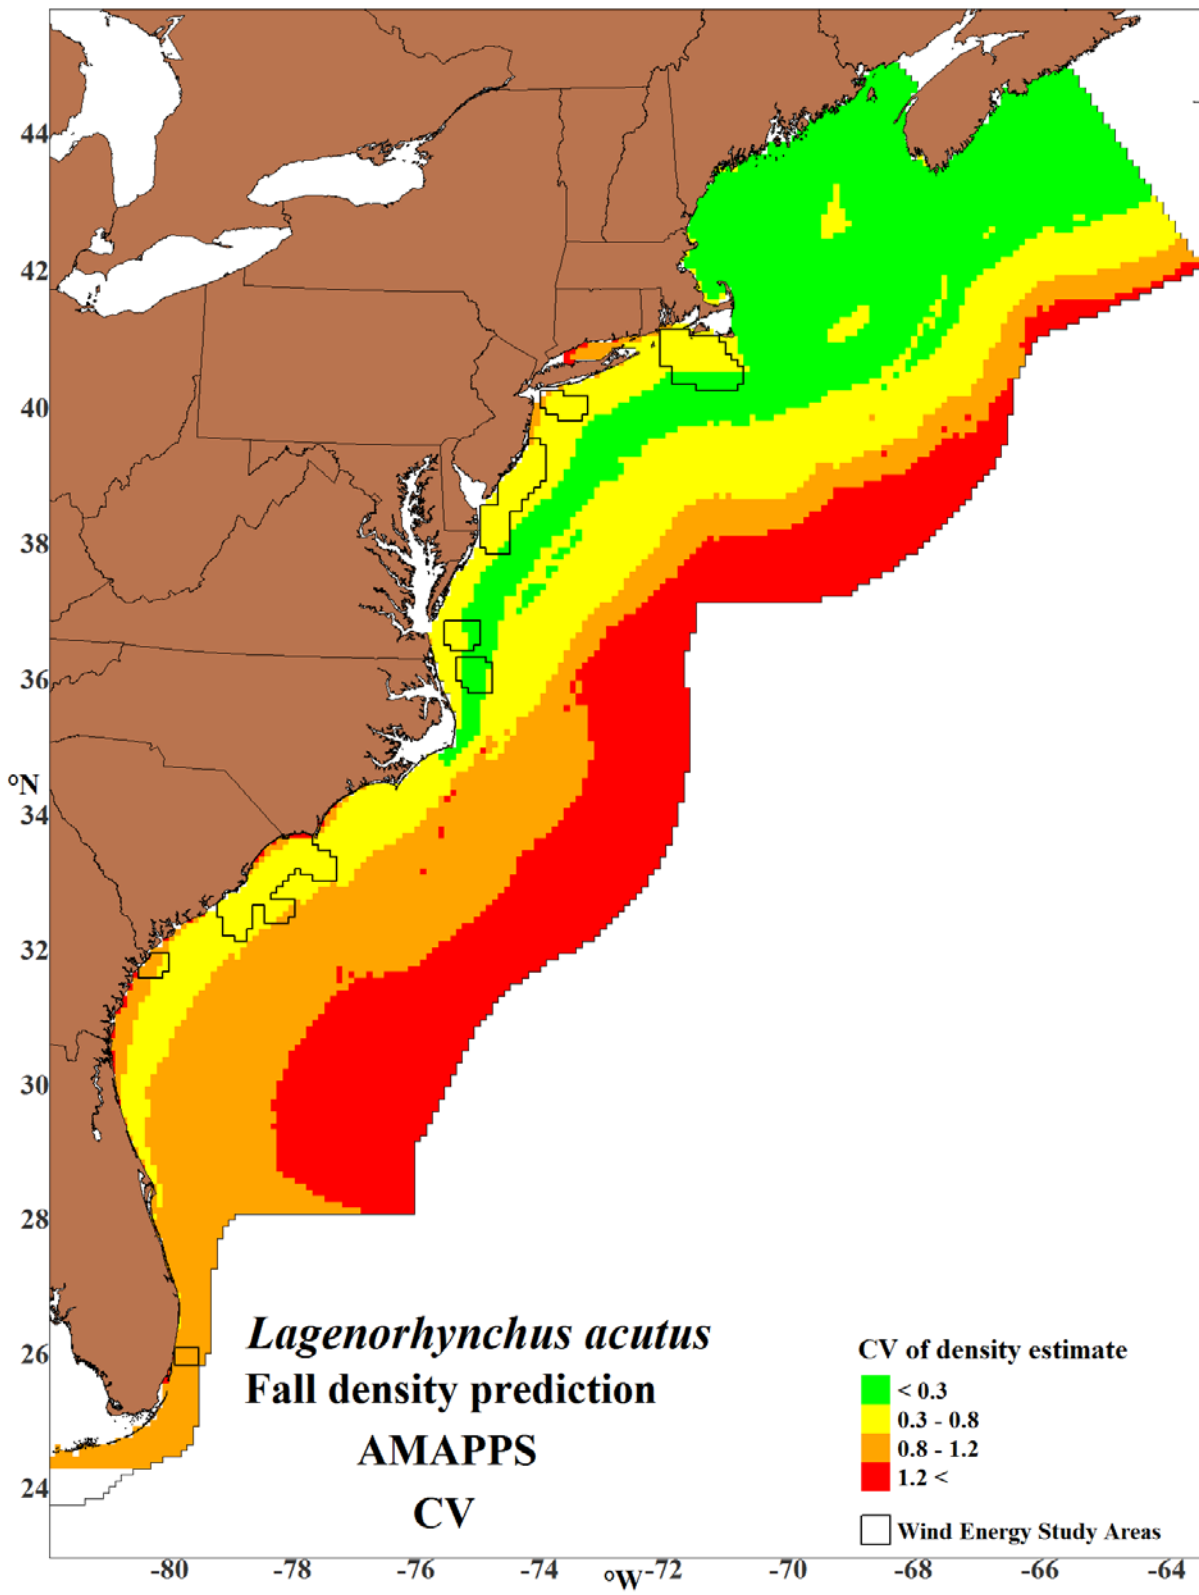 44
42
40
38
36
°N
34
32
30
28
26
24
Lagenorhynchus acutus
Fall density prediction
AMAPPS
CV
CV of density estimate
< 0.3
0.3 - 0.8
0.8 - 1.2
1.2 <
Wind Energy Study Areas
-80 -78 -76 -74 °W -72 -70 -68 -66 -64